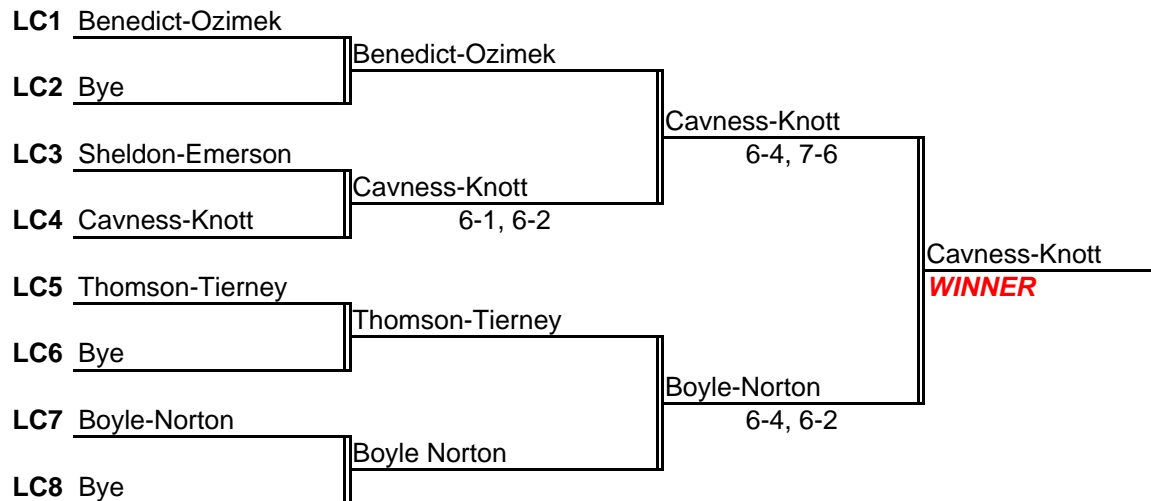 LC1 Benedict-Ozimek
Benedict-Ozimek
LC2 Bye
Cavness-Knott
6-4, 7-6
LC3 Sheldon-Emerson
Cavness-Knott
6-1, 6-2
LC4 Cavness-Knott
Cavness-Knott
WINNER
LC5 Thomson-Tierney
Thomson-Tierney
LC6 Bye
Boyle-Norton
6-4, 6-2
LC7 Boyle-Norton
Boyle Norton
LC8 Bye